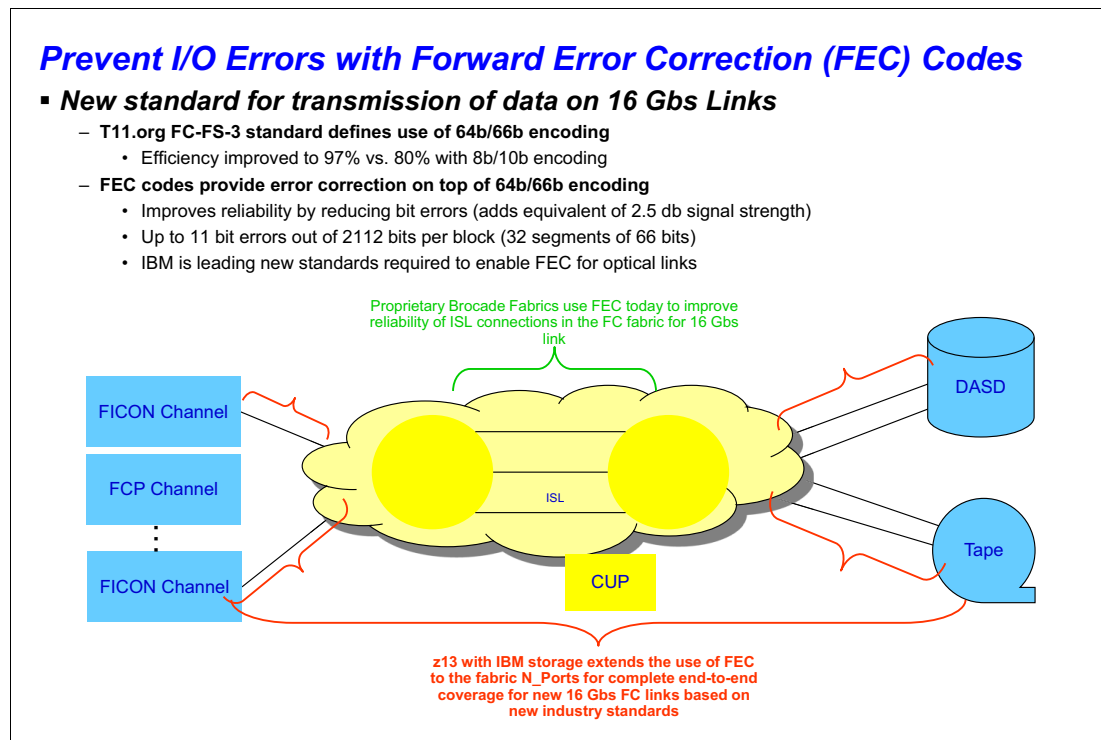 Prevent I/O Errors with Forward Error Correction (FEC) Codes
▪ New standard for transmission of data on 16 Gbs Links
– T11.org FC-FS-3 standard defines use of 64b/66b encoding
• Efficiency improved to 97% vs. 80% with 8b/10b encoding
– FEC codes provide error correction on top of 64b/66b encoding
• Improves reliability by reducing bit errors (adds equivalent of 2.5 db signal strength)
• Up to 11 bit errors out of 2112 bits per block (32 segments of 66 bits)
• IBM is leading new standards required to enable FEC for optical links
Proprietary Brocade Fabrics use FEC today to improve
reliability of ISL connections in the FC fabric for 16 Gbs
link
FICON Channel
DASD
FCP Channel
ISL
FICON Channel
CUP
Tape
z13 with IBM storage extends the use of FEC
to the fabric N_Ports for complete end-to-end
coverage for new 16 Gbs FC links based on
new industry standards